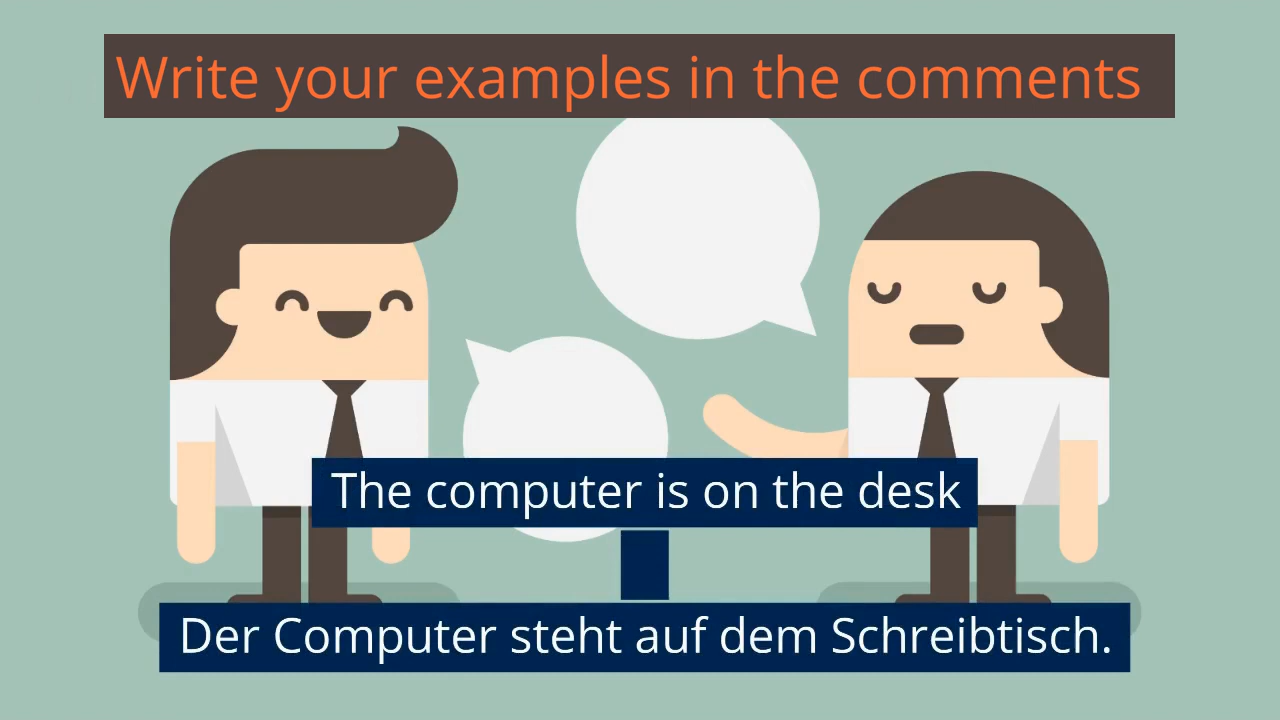 Write your examples in the comments
The computer is on the desk
Der Computer steht auf dem Schreibtisch.